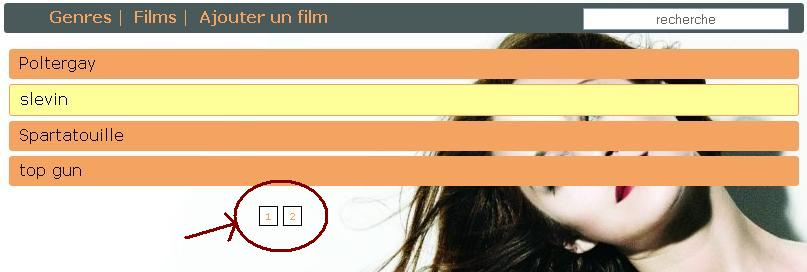 Genres | Films | Ajouter un film recherche
Poltergay
slevin
Spartatouille
top gun
1 2